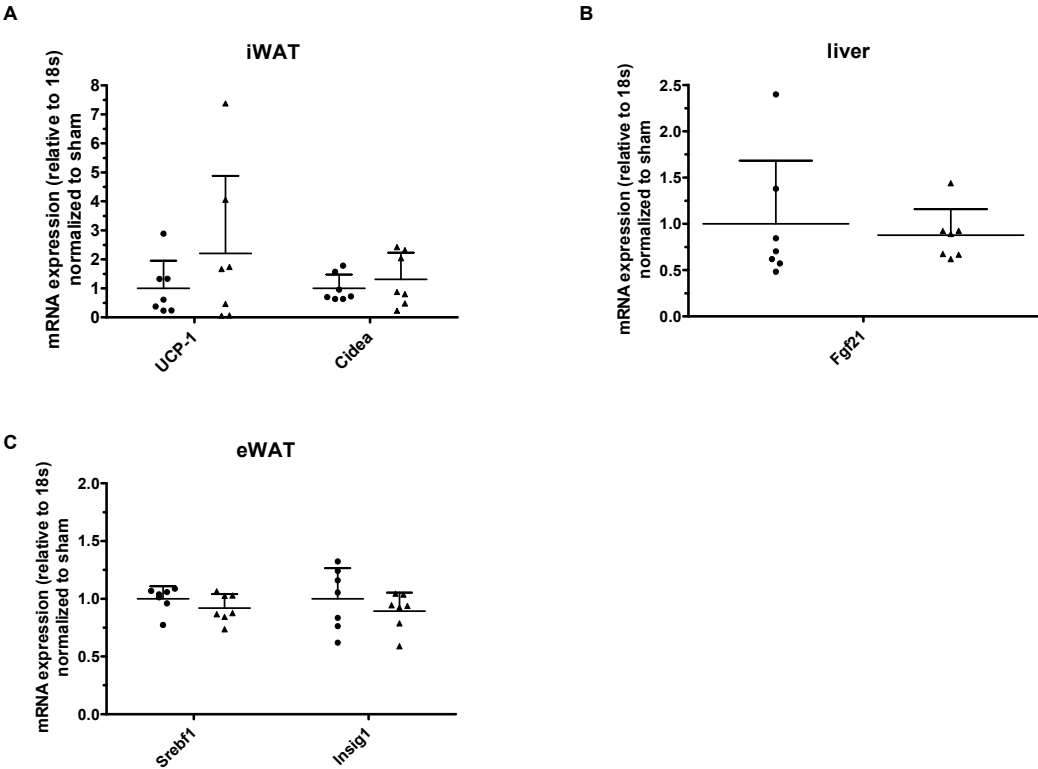 A
iWAT
mRNA expression (relative to 18s)
normalized to sham
8
7
6
5
4
3
2
1
0
UCP-1
Cidea
B
liver
mRNA expression (relative to 18s)
normalized to sham
2.5
2.0
1.5
1.0
0.5
0.0
Fgf21
C
eWAT
mRNA expression (relative to 18s)
normalized to sham
2.0
1.5
1.0
0.5
0.0
Srebf1
Insig1